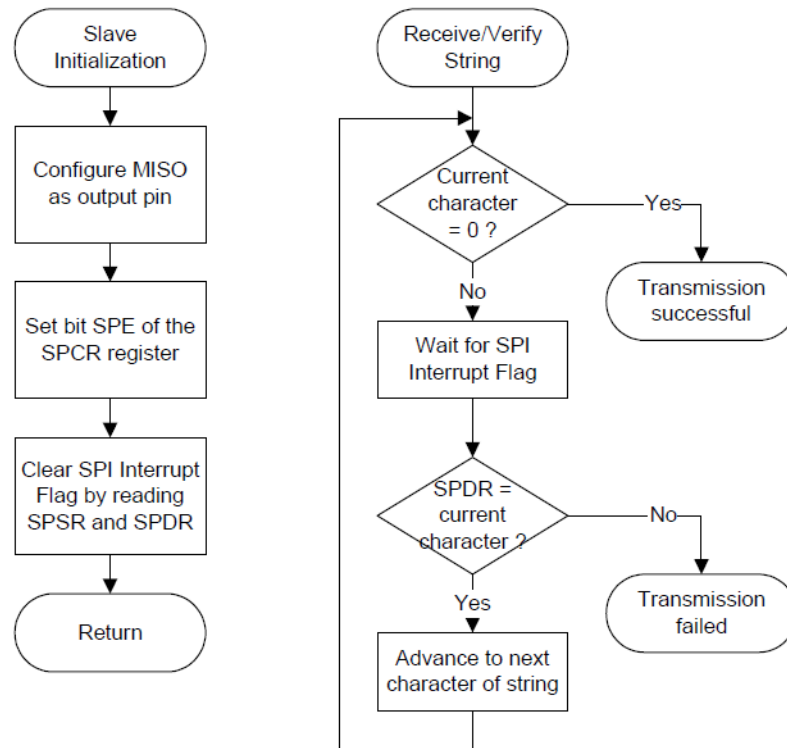 Slave
Initialization
Configure MISO
as output pin
Set bit SPE of the
SPCR register
Clear SPI Interrupt
Flag by reading
SPSR and SPDR
Return
Receive/Verify
String
Current
character
= 0 ?
Yes
Transmission
successful
No
Wait for SPI
Interrupt Flag
SPDR =
current
character ?
No
Transmission
failed
Yes
Advance to next
character of string